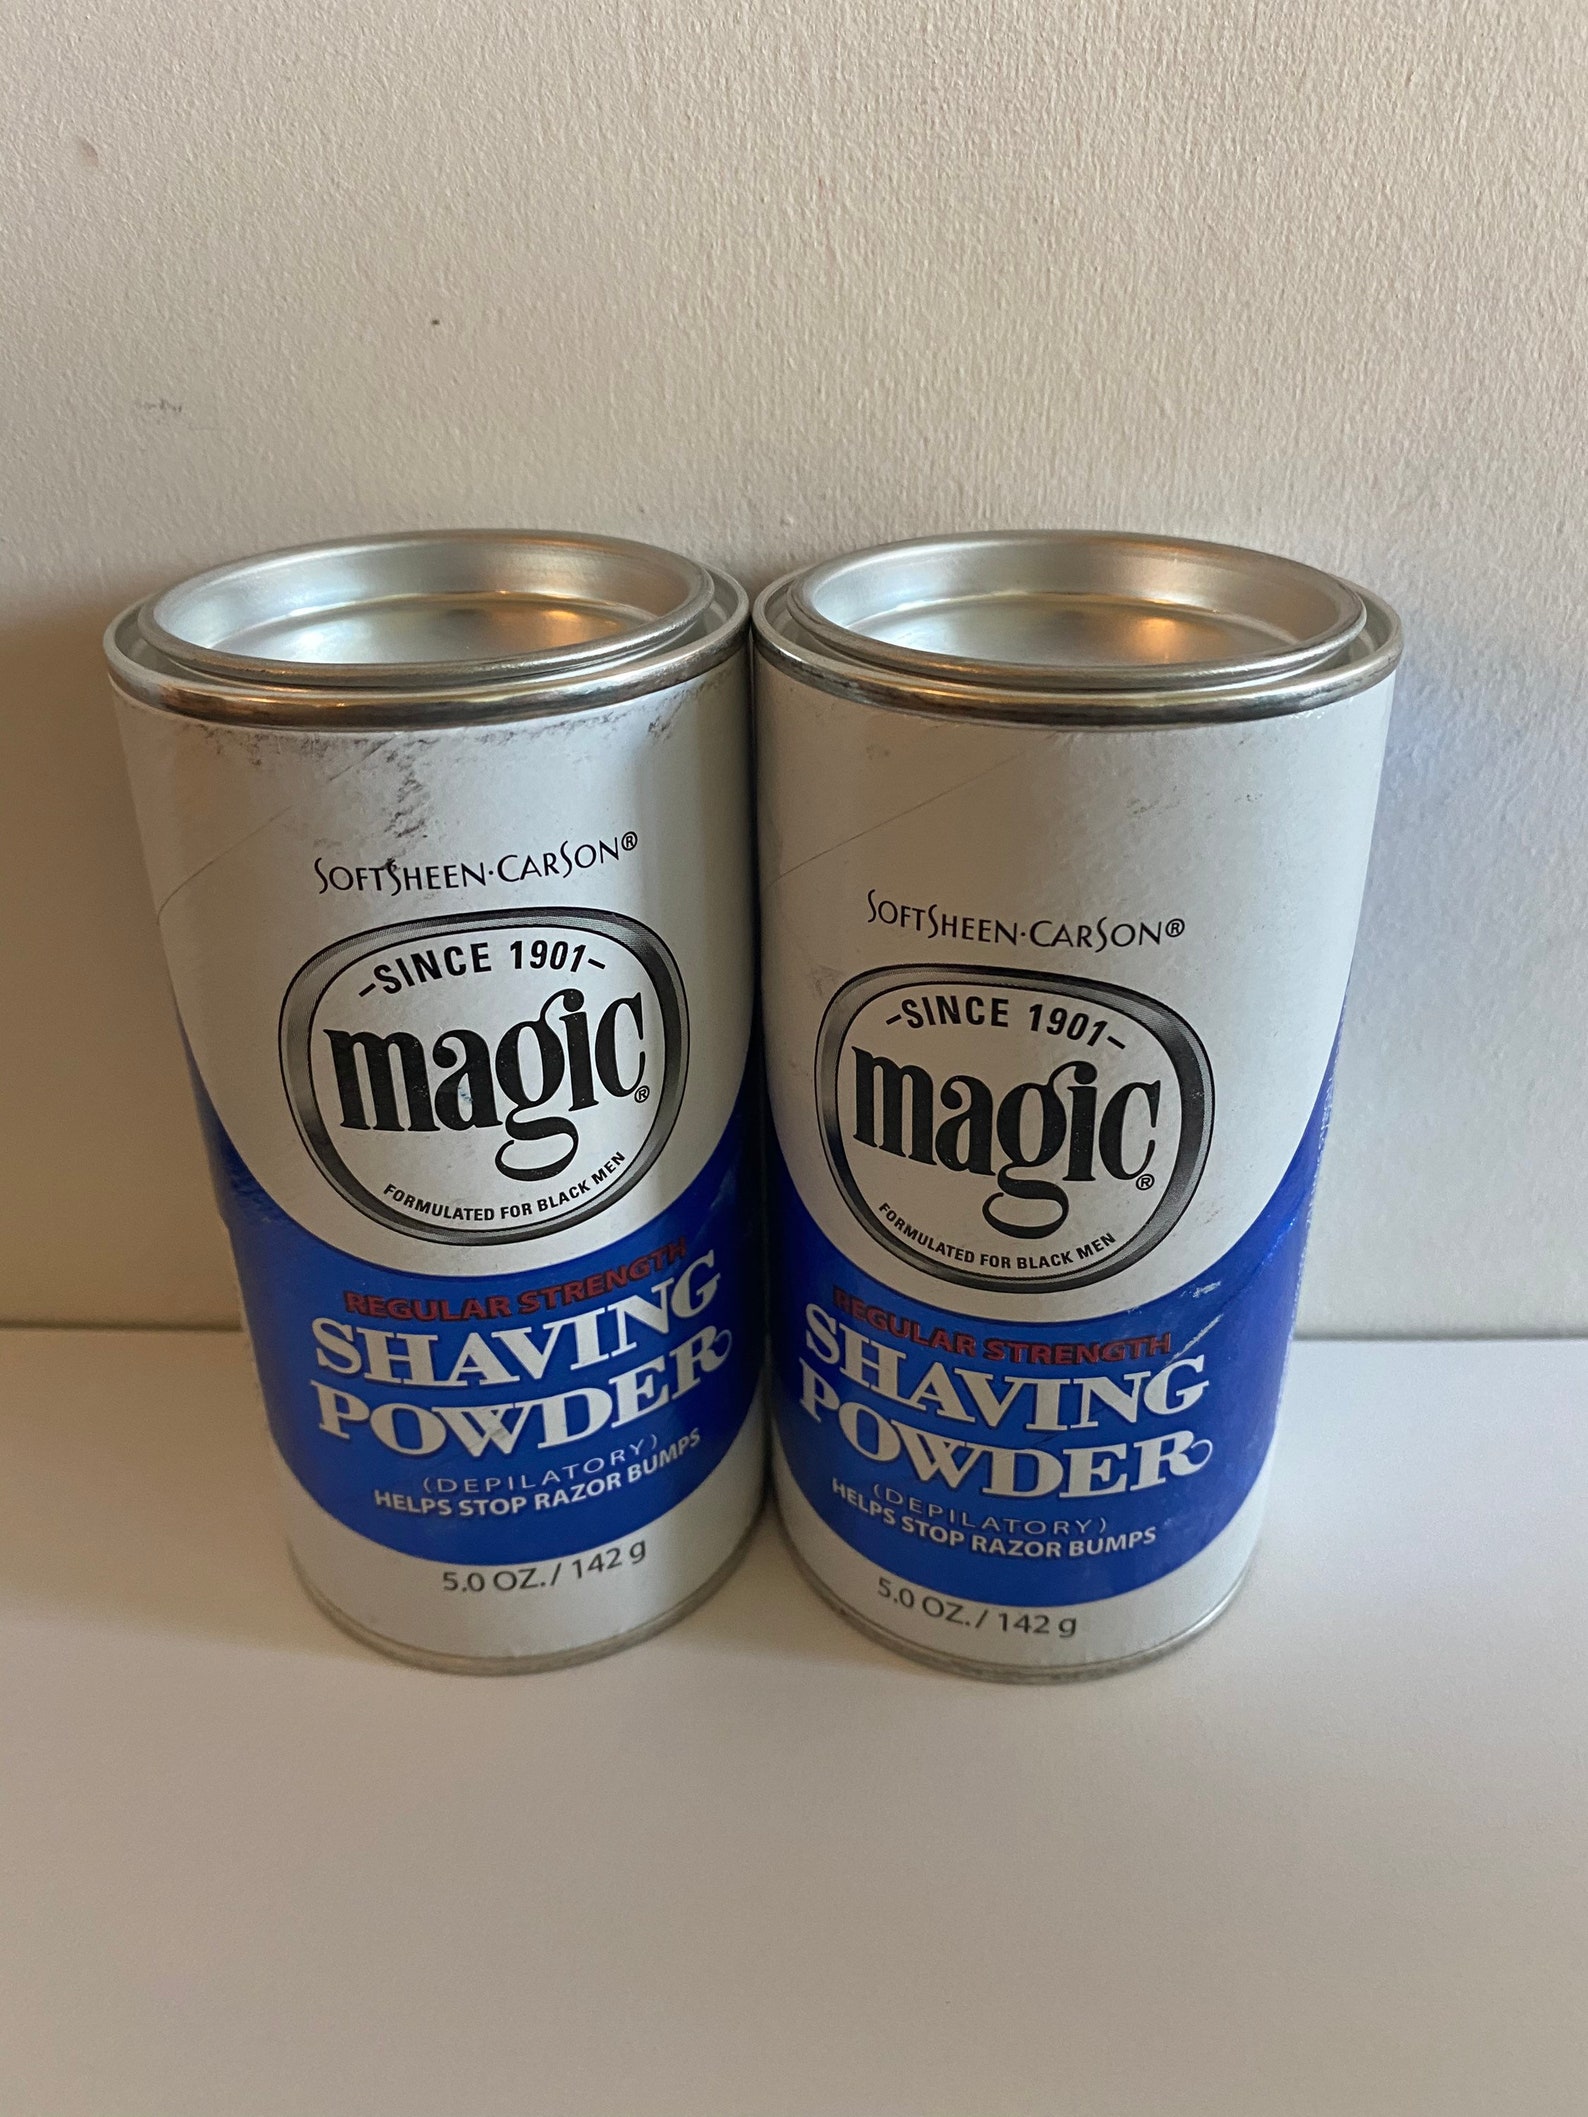 SOFTSHEEN·CARSON®
-SINCE 1901-
magic®
FORMULATED FOR BLACK MEN
REGULAR STRENGTH
SHAVING
POWDER
(DEPILATORY)
HELPS STOP RAZOR BUMPS
5.0 OZ./142 g
SOFTSHEEN·CARSON®
-SINCE 1901-
magic®
FORMULATED FOR BLACK MEN
REGULAR STRENGTH
SHAVING
POWDER
(DEPILATORY)
HELPS STOP RAZOR BUMPS
5.0 OZ./142 g